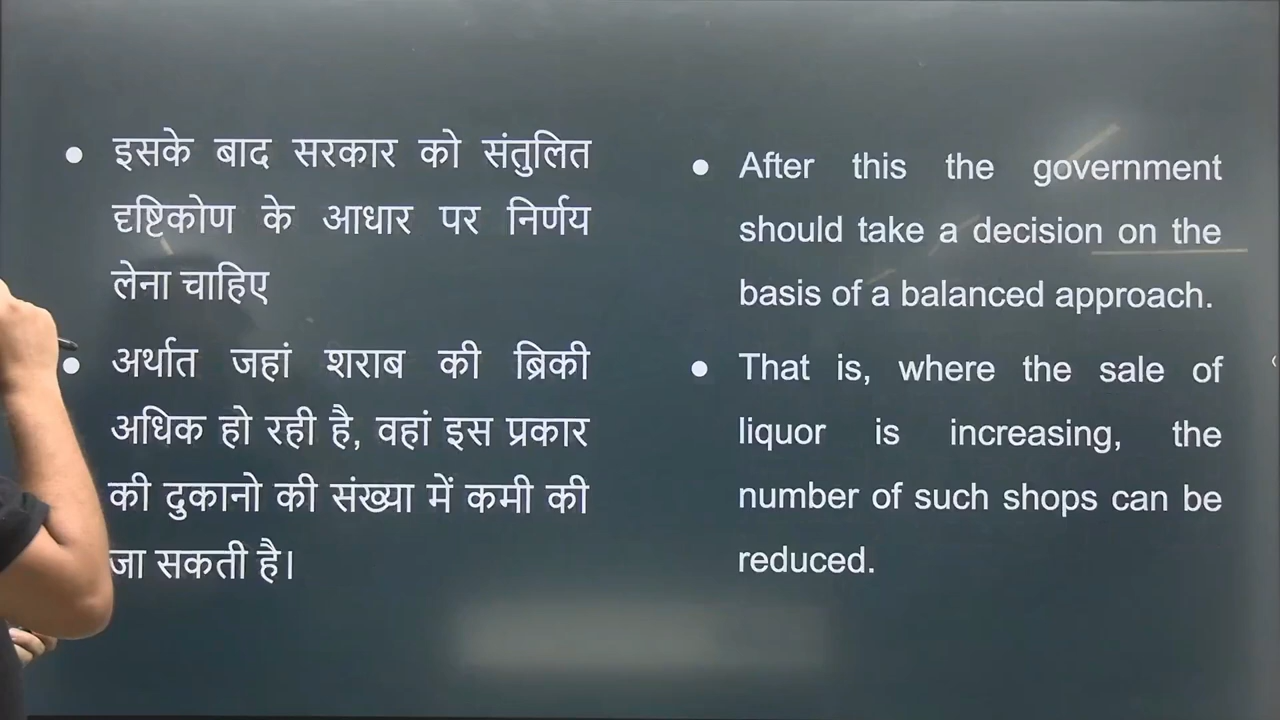 इसके बाद सरकार को संतुलित
दृष्टिकोण के आधार पर निर्णय
लेना चाहिए
अर्थात जहां शराब की ब्रिकी
अधिक हो रही है, वहां इस प्रकार
की दुकानो की संख्या में कमी की
जा सकती है।
After this the government
should take a decision on the
basis of a balanced approach.
That is, where the sale of
liquor is increasing, the
number of such shops can be
reduced.